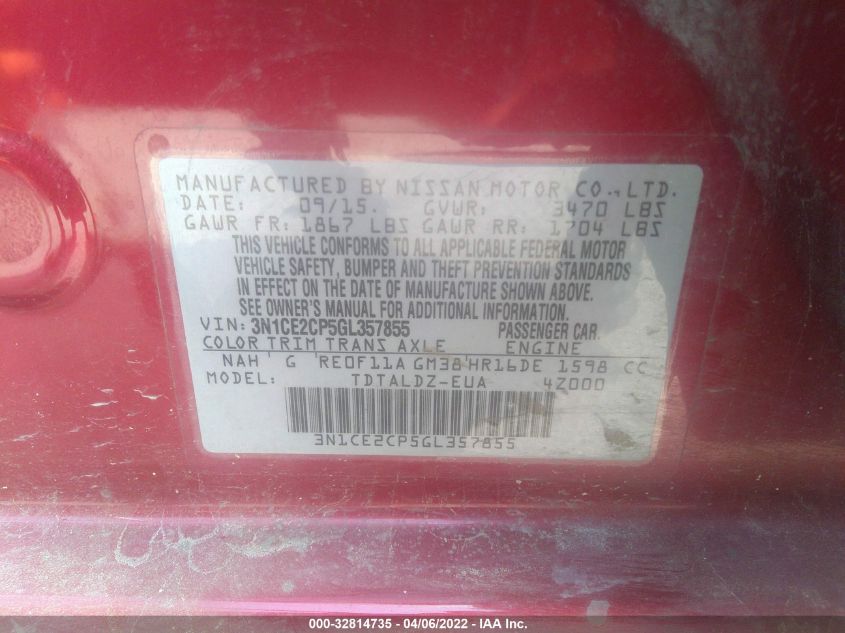 MANUFACTURED BY NISSAN MOTOR CO., LTD.
DATE: 09/15. GVWR: 3470 LBS
GAWR FR: 1867 LBS GAWR RR: 1704 LBS
THIS VEHICLE CONFORMS TO ALL APPLICABLE FEDERAL MOTOR
VEHICLE SAFETY, BUMPER AND THEFT PREVENTION STANDARDS
IN EFFECT ON THE DATE OF MANUFACTURE SHOWN ABOVE.
SEE OWNER'S MANUAL FOR ADDITIONAL INFORMATION
VIN: 3N1CE2CP5GL357855 PASSENGER CAR.
COLOR TRIM TRANS AXLE ENGINE
NAH G RE0F11A GM38 HR16DE 1598 CC
MODEL: TDTALDZ-EUA 4Z000
3N1CE2CP5GL357855
000-32814735 - 04/06/2022 - IAA Inc.